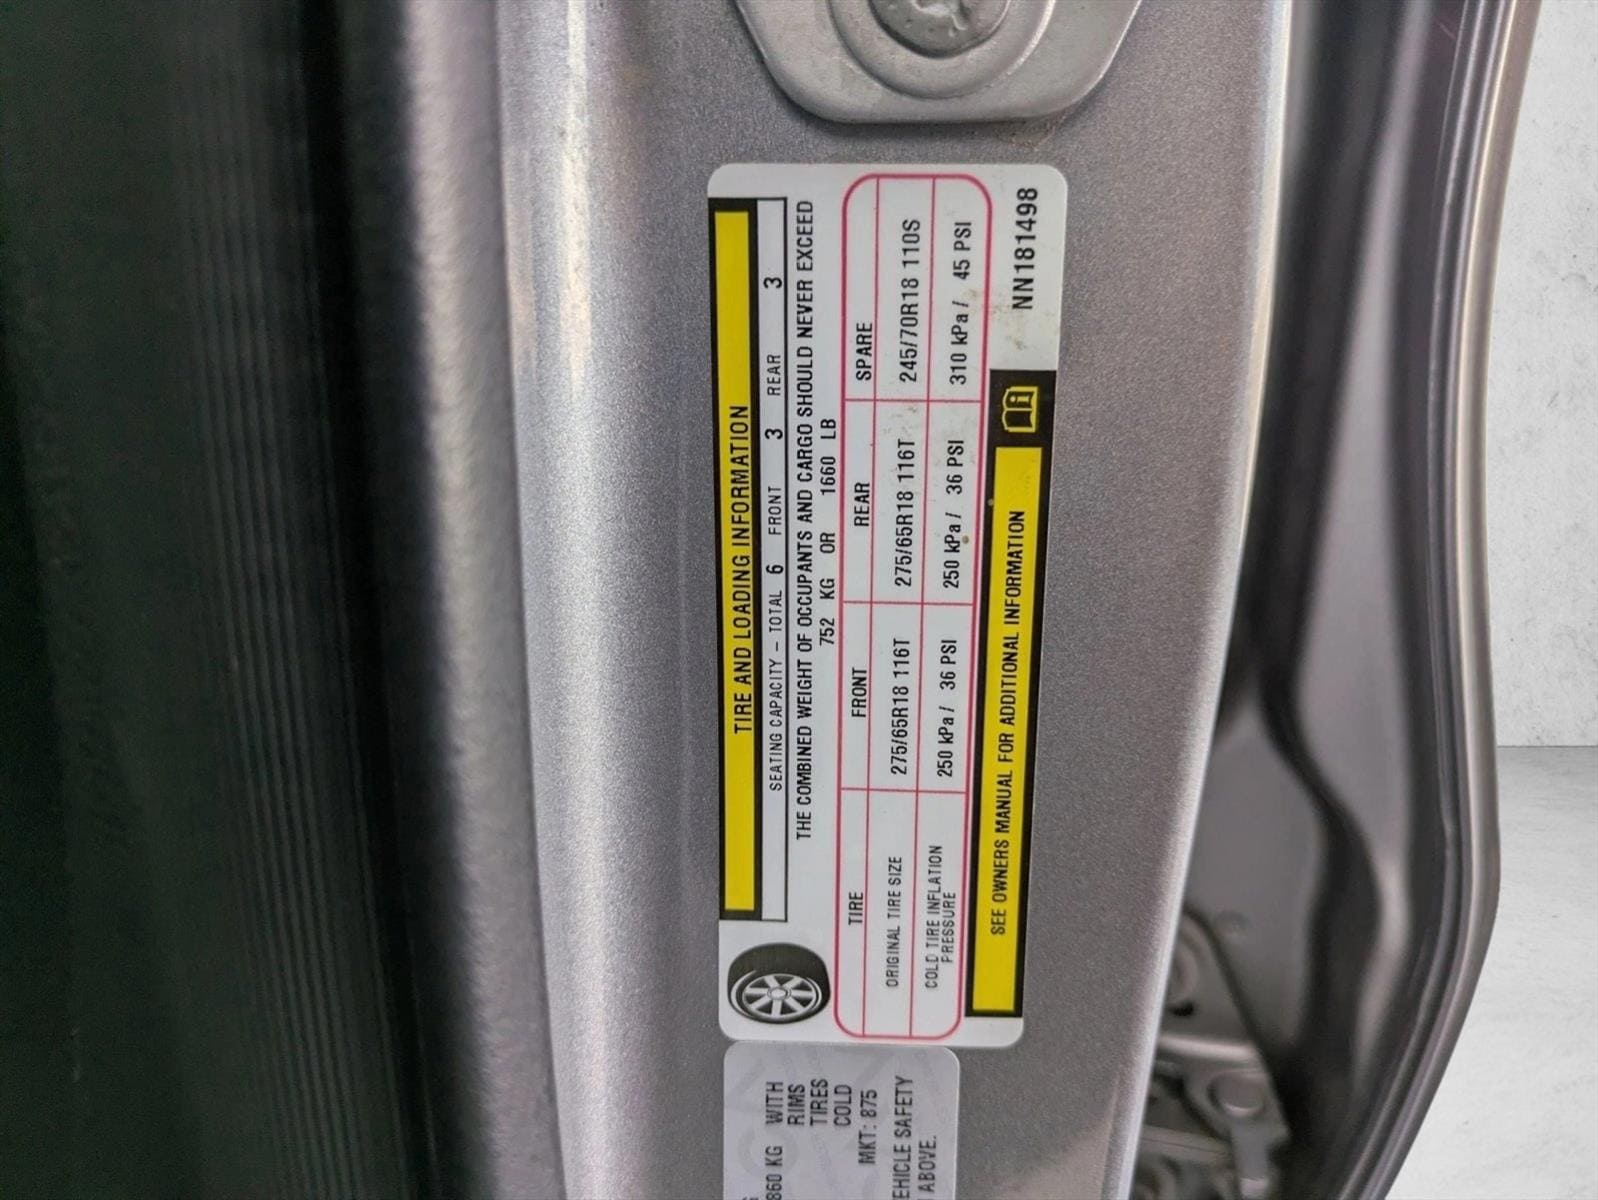 TIRE AND LOADING INFORMATION
SEATING CAPACITY – TOTAL 6 FRONT 3 REAR 3
THE COMBINED WEIGHT OF OCCUPANTS AND CARGO SHOULD NEVER EXCEED
752 KG OR 1660 LB
TIRE FRONT REAR SPARE
ORIGINAL TIRE SIZE 275/65R18 116T 275/65R18 116T 245/70R18 110S
COLD TIRE INFLATION
PRESSURE 250 kPa / 36 PSI 250 kPa / 36 PSI 310 kPa / 45 PSI
SEE OWNERS MANUAL FOR ADDITIONAL INFORMATION
NN181498
860 KG WITH
RIMS
TIRES
COLD
MKT: 875
VEHICLE SAFETY
ABOVE.